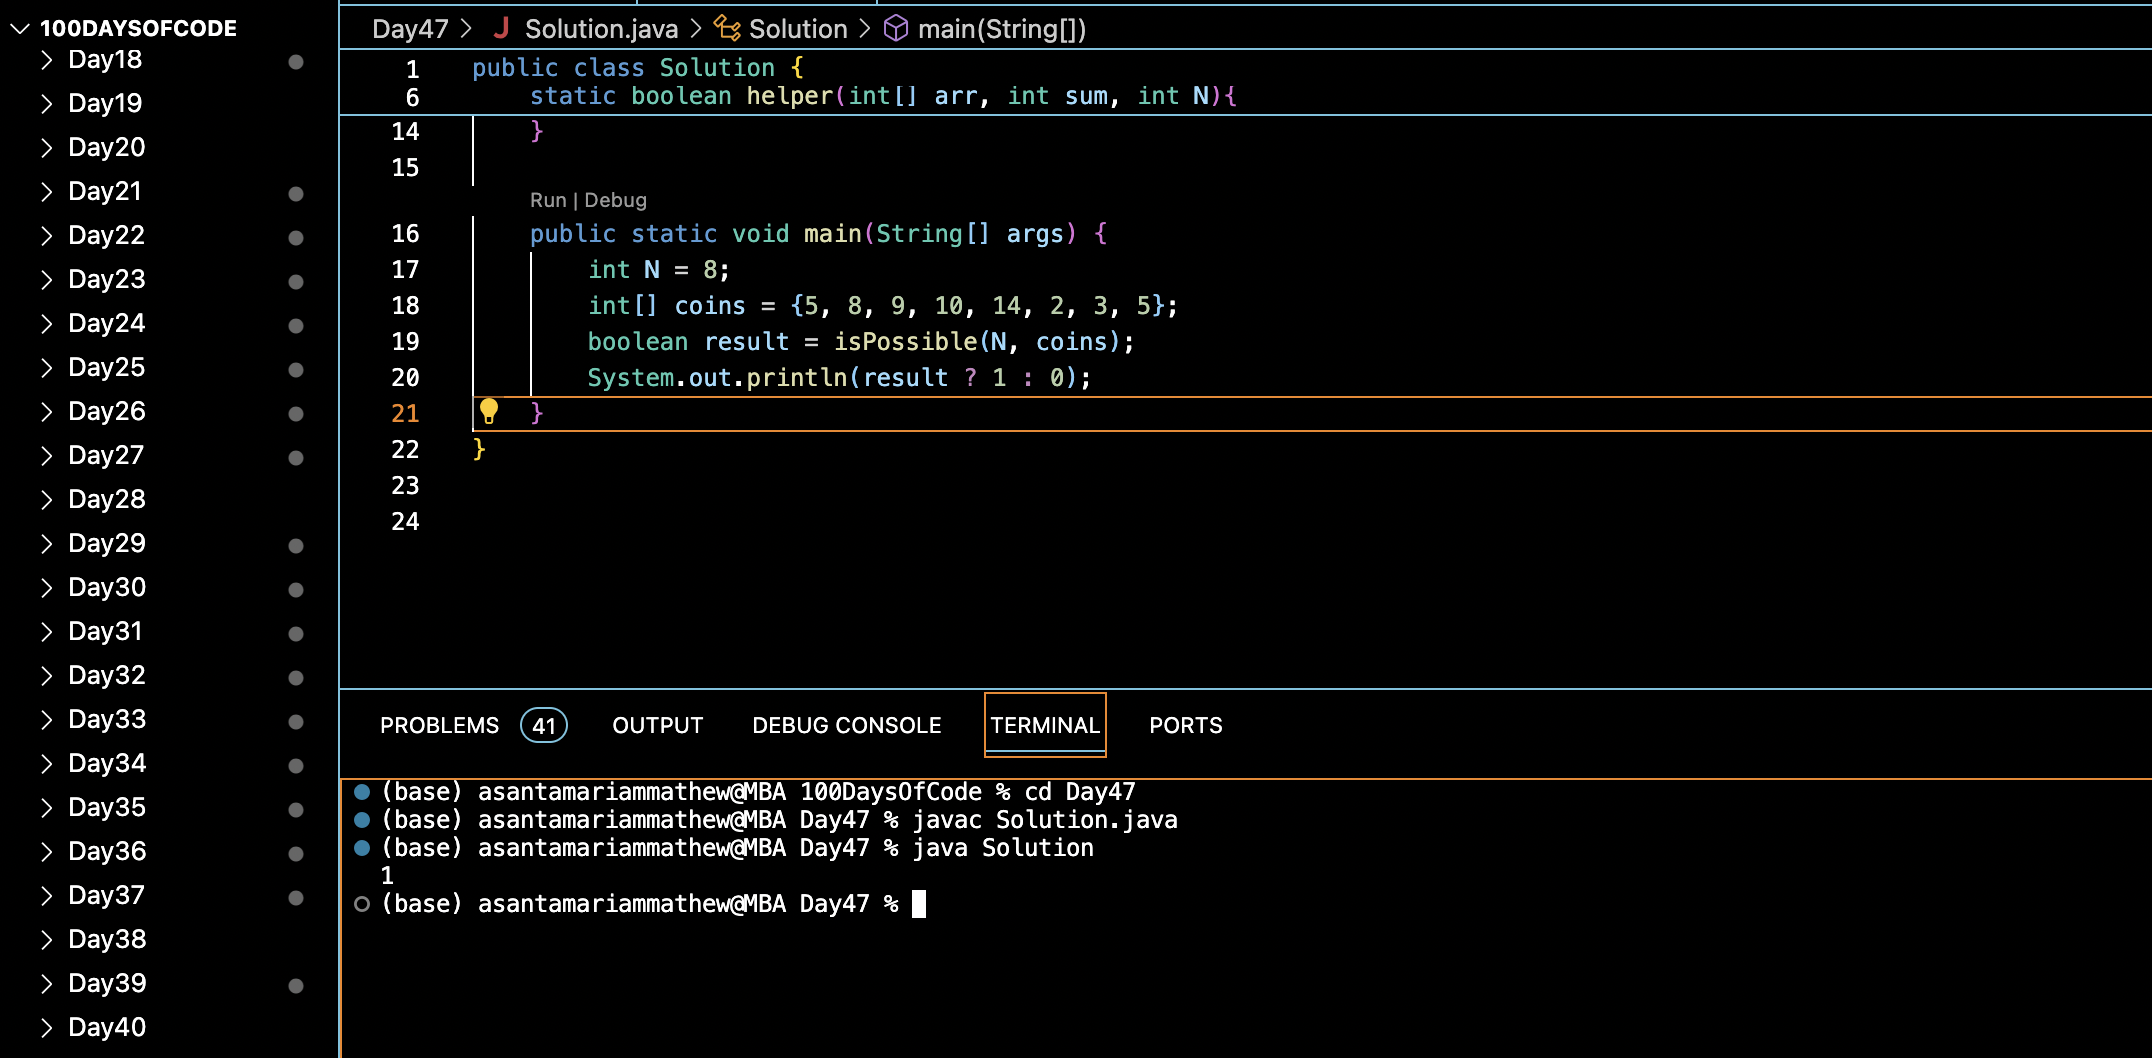 100DAYSOFCODE
Day18
Day19
Day20
Day21
Day22
Day23
Day24
Day25
Day26
Day27
Day28
Day29
Day30
Day31
Day32
Day33
Day34
Day35
Day36
Day37
Day38
Day39
Day40
Day47 > J Solution.java > Solution > main(String[])
1 public class Solution {
6 static boolean helper(int[] arr, int sum, int N){
14 }
15
Run | Debug
16 public static void main(String[] args) {
17 int N = 8;
18 int[] coins = {5, 8, 9, 10, 14, 2, 3, 5};
19 boolean result = isPossible(N, coins);
20 System.out.println(result ? 1 : 0);
21 }
22 }
23
24
PROBLEMS 41 OUTPUT DEBUG CONSOLE TERMINAL PORTS
(base) asantamariammathew@MBA 100DaysOfCode % cd Day47
(base) asantamariammathew@MBA Day47 % javac Solution.java
(base) asantamariammathew@MBA Day47 % java Solution
1
(base) asantamariammathew@MBA Day47 %